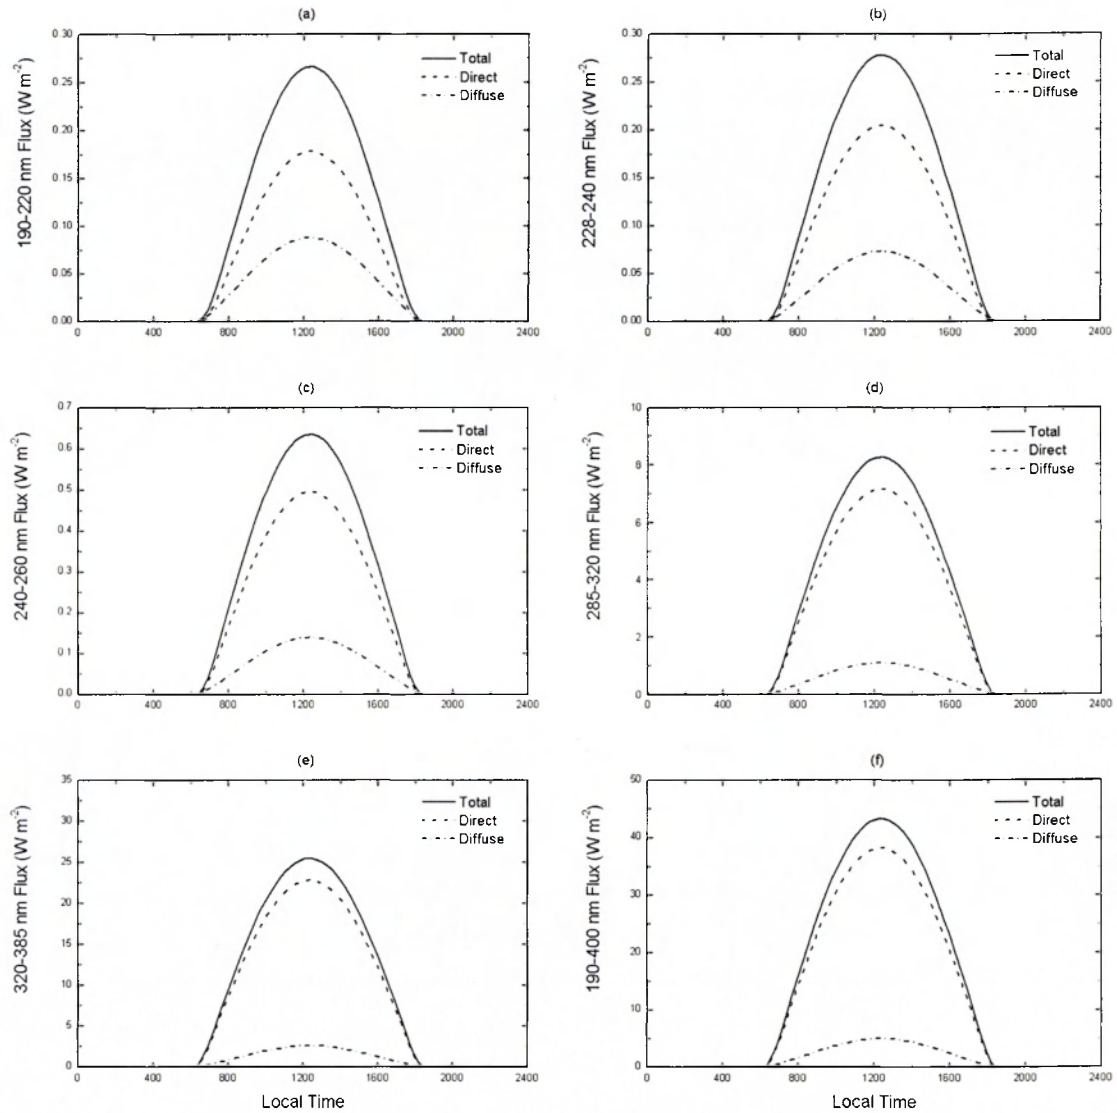 (a)
190-220 nm Flux (W m-2)
0.30
0.25
0.20
0.15
0.10
0.05
0.00
0 400 800 1200 1600 2000 2400
Total
Direct
Diffuse
(b)
228-240 nm Flux (W m-2)
0.30
0.25
0.20
0.15
0.10
0.05
0.00
0 400 800 1200 1600 2000 2400
Total
Direct
Diffuse
(c)
240-260 nm Flux (W m-2)
0.7
0.6
0.5
0.4
0.3
0.2
0.1
0.0
0 400 800 1200 1600 2000 2400
Total
Direct
Diffuse
(d)
285-320 nm Flux (W m-2)
10
8
6
4
2
0
0 400 800 1200 1600 2000 2400
Total
Direct
Diffuse
(e)
320-385 nm Flux (W m-2)
35
30
25
20
15
10
5
0
0 400 800 1200 1600 2000 2400
Total
Direct
Diffuse
Local Time
(f)
190-400 nm Flux (W m-2)
50
40
30
20
10
0
0 400 800 1200 1600 2000 2400
Total
Direct
Diffuse
Local Time